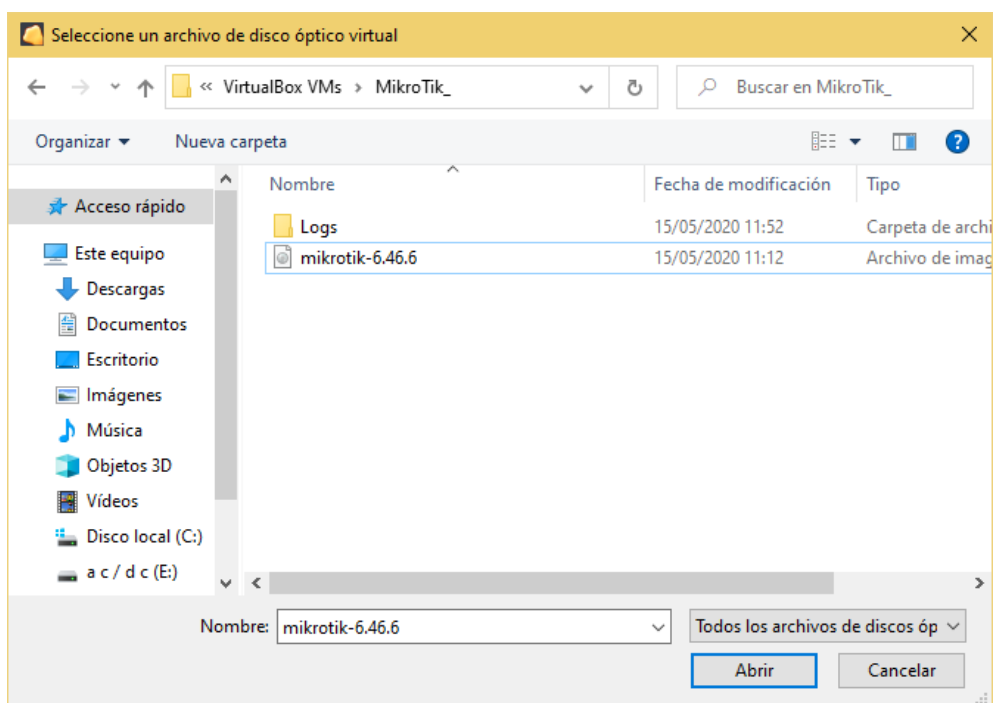 Seleccione un archivo de disco óptico virtual
« VirtualBox VMs > MikroTik_
Buscar en MikroTik_
Organizar
Nueva carpeta
Nombre Fecha de modificación Tipo
Acceso rápido
Logs 15/05/2020 11:52 Carpeta de archi
Este equipo
mikrotik-6.46.6 15/05/2020 11:12 Archivo de imag
Descargas
Documentos
Escritorio
Imágenes
Música
Objetos 3D
Vídeos
Disco local (C:)
a c / d c (E:)
Nombre: mikrotik-6.46.6 Todos los archivos de discos óp
Abrir Cancelar